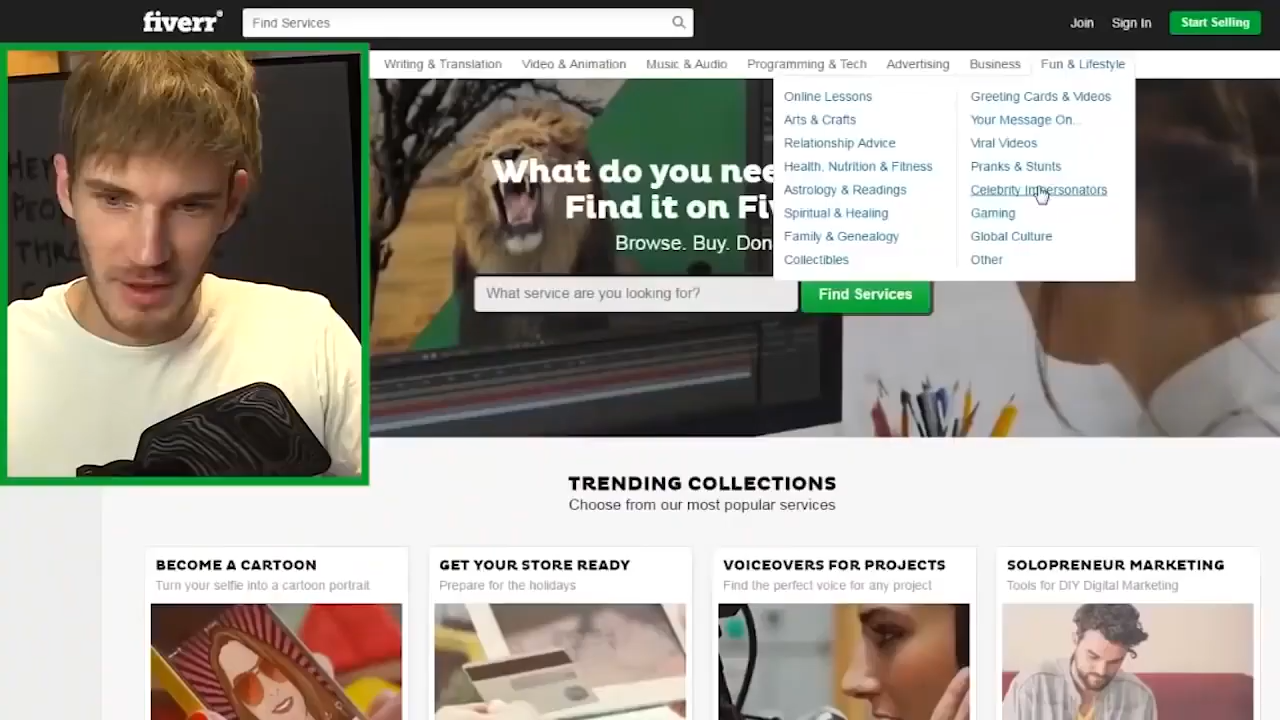 fiverr®
Find Services
Join
Sign In
Start Selling
Writing & Translation
Video & Animation
Music & Audio
Programming & Tech
Advertising
Business
Fun & Lifestyle
Online Lessons
Arts & Crafts
Relationship Advice
Health, Nutrition & Fitness
Astrology & Readings
Spiritual & Healing
Family & Genealogy
Collectibles
Greeting Cards & Videos
Your Message On...
Viral Videos
Pranks & Stunts
Celebrity Impersonators
Gaming
Global Culture
Other
What do you nee
Find it on Fi
Browse. Buy. Don
What service are you looking for?
Find Services
TRENDING COLLECTIONS
Choose from our most popular services
BECOME A CARTOON
Turn your selfie into a cartoon portrait
GET YOUR STORE READY
Prepare for the holidays
VOICEOVERS FOR PROJECTS
Find the perfect voice for any project
SOLOPRENEUR MARKETING
Tools for DIY Digital Marketing